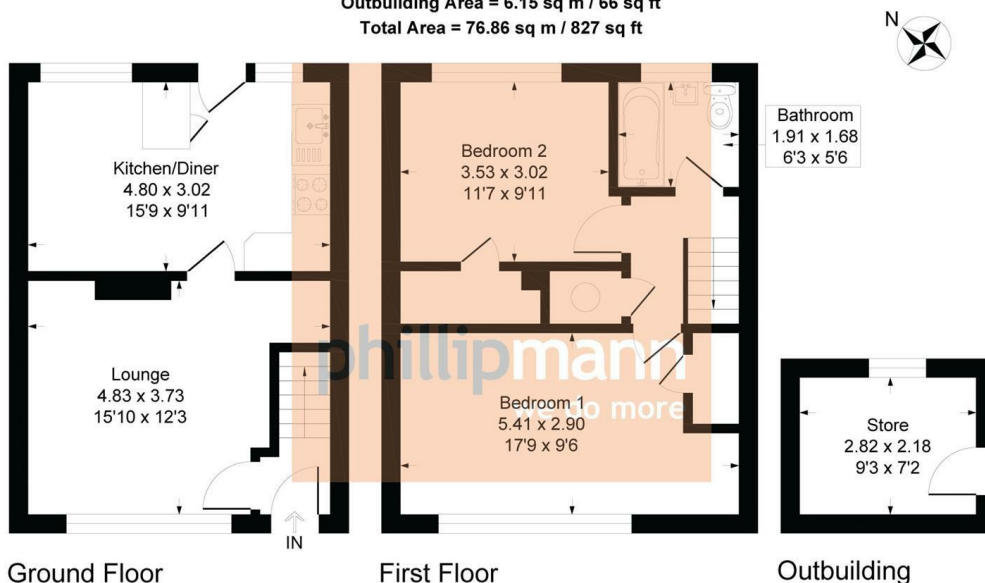 Outbuilding Area = 6.15 sq m / 66 sq ft
Total Area = 76.86 sq m / 827 sq ft
N
Kitchen/Diner
4.80 x 3.02
15'9 x 9'11
Bedroom 2
3.53 x 3.02
11'7 x 9'11
Bathroom
1.91 x 1.68
6'3 x 5'6
phillipmann
we do more
Lounge
4.83 x 3.73
15'10 x 12'3
Bedroom 1
5.41 x 2.90
17'9 x 9'6
Store
2.82 x 2.18
9'3 x 7'2
IN
Ground Floor
First Floor
Outbuilding